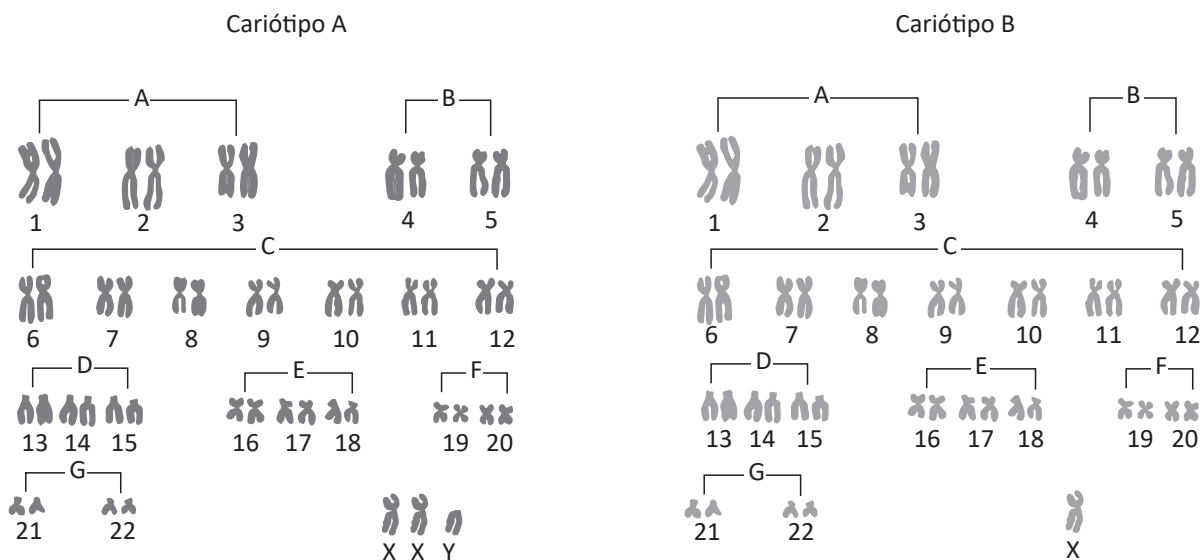 Cariótipo A
A B
1 2 3 4 5
C
6 7 8 9 10 11 12
D E F
13 14 15 16 17 18 19 20
G
21 22
X X Y
Cariótipo B
A B
1 2 3 4 5
C
6 7 8 9 10 11 12
D E F
13 14 15 16 17 18 19 20
G
21 22
X